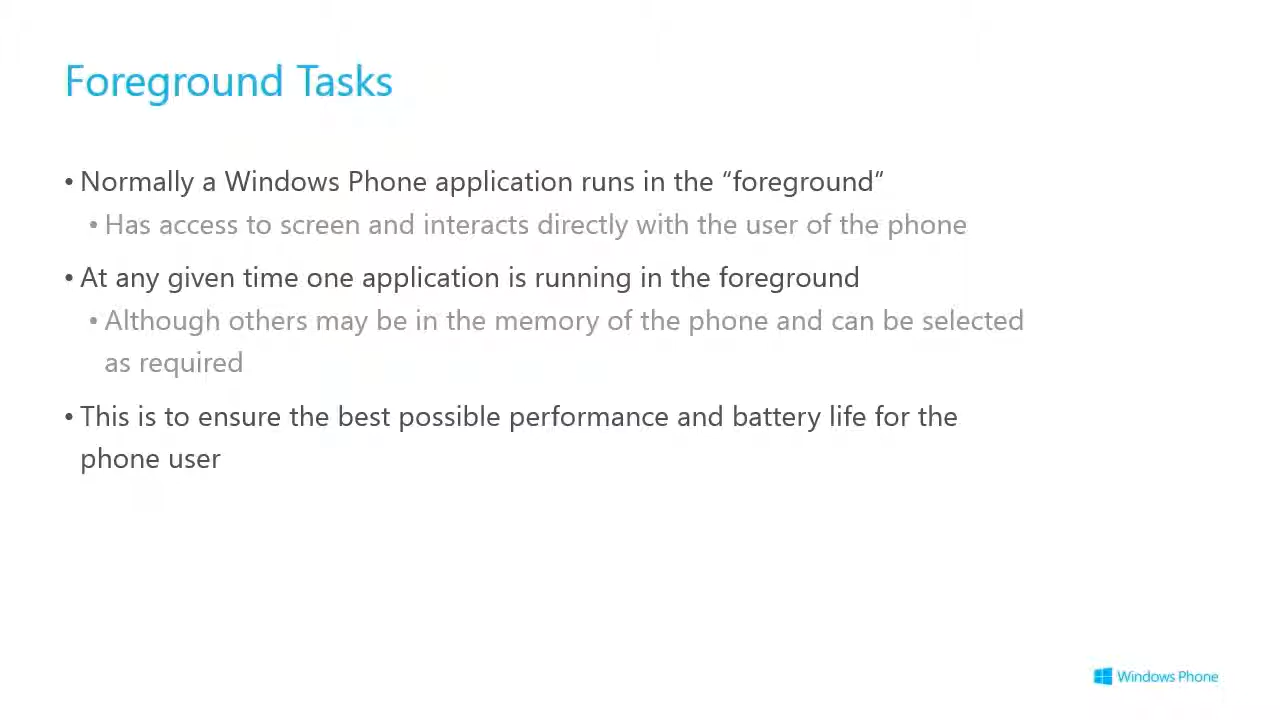 Foreground Tasks
• Normally a Windows Phone application runs in the “foreground”
• Has access to screen and interacts directly with the user of the phone
• At any given time one application is running in the foreground
• Although others may be in the memory of the phone and can be selected
as required
• This is to ensure the best possible performance and battery life for the
phone user
Windows Phone